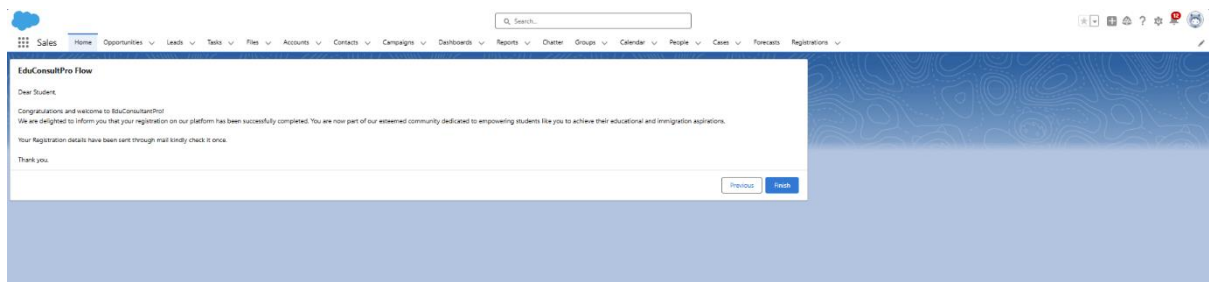 Search...
12
Sales Home Opportunities Leads Tasks Files Accounts Contacts Campaigns Dashboards Reports Chatter Groups Calendar People Cases Forecasts Registrations
EduConsultPro Flow
Dear Student,
Congratulations and welcome to EduConsultantPro!
We are delighted to inform you that your registration on our platform has been successfully completed. You are now part of our esteemed community dedicated to empowering students like you to achieve their educational and immigration aspirations.
Your Registration details have been sent through mail kindly check it once.
Thank you.
Previous Finish